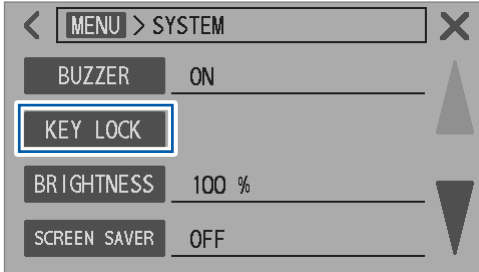 MENU > SYSTEM
BUZZER ON
KEY LOCK
BRIGHTNESS 100 %
SCREEN SAVER OFF